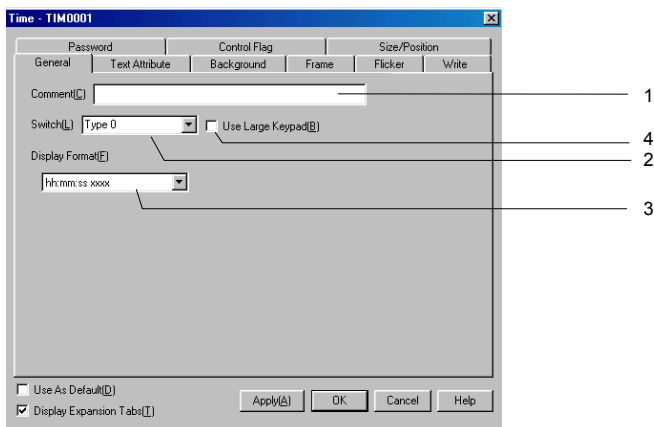 Time - TIM0001
Password Control Flag Size/Position
General Text Attribute Background Frame Flicker Write
Comment(C) 1
Switch(L) Type 0 Use Large Keypad(B) 4
2
Display Format(F)
hh:mm:ss xxxx 3
Use As Default(D)
Display Expansion Tabs(T) Apply(A) OK Cancel Help